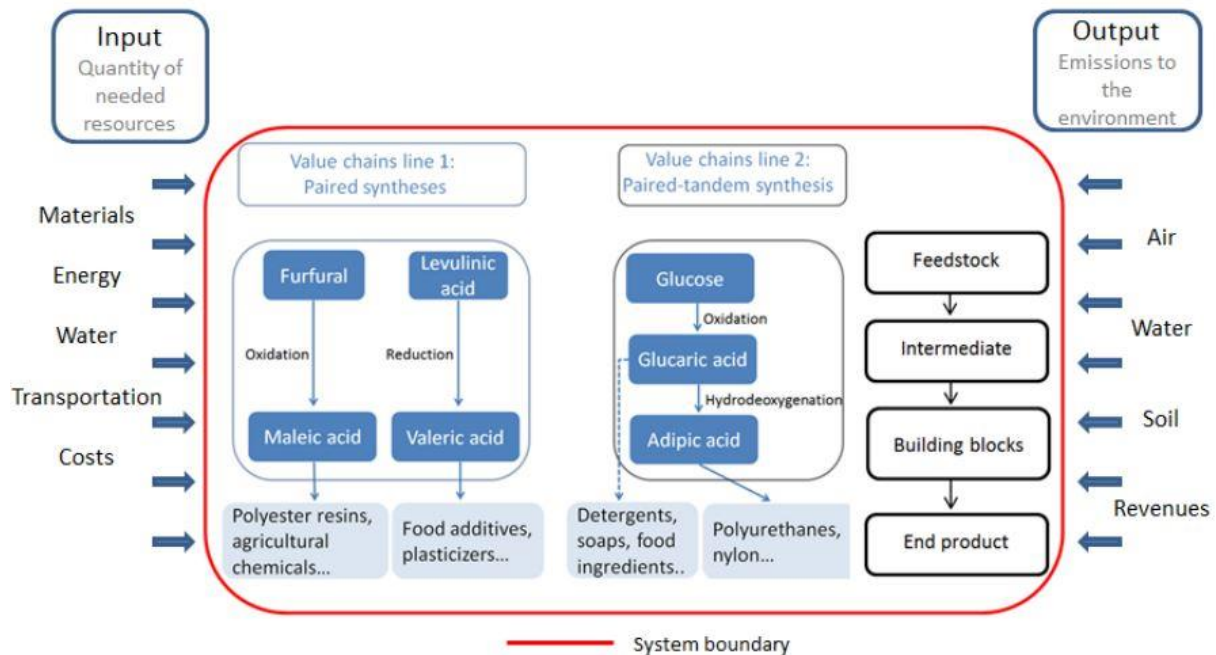 Input
Quantity of
needed
resources
Output
Emissions to
the
environment
Materials
Energy
Water
Transportation
Costs
Value chains line 1:
Paired syntheses
Furfural
Levulinic
acid
Oxidation
Reduction
Maleic acid
Valeric acid
Polyester resins,
agricultural
chemicals...
Food additives,
plasticizers...
Value chains line 2:
Paired-tandem synthesis
Glucose
Oxidation
Glucaric acid
Hydrodeoxygenation
Adipic acid
Detergents,
soaps, food
ingredients..
Polyurethanes,
nylon...
Feedstock
Intermediate
Building blocks
End product
Air
Water
Soil
Revenues
System boundary